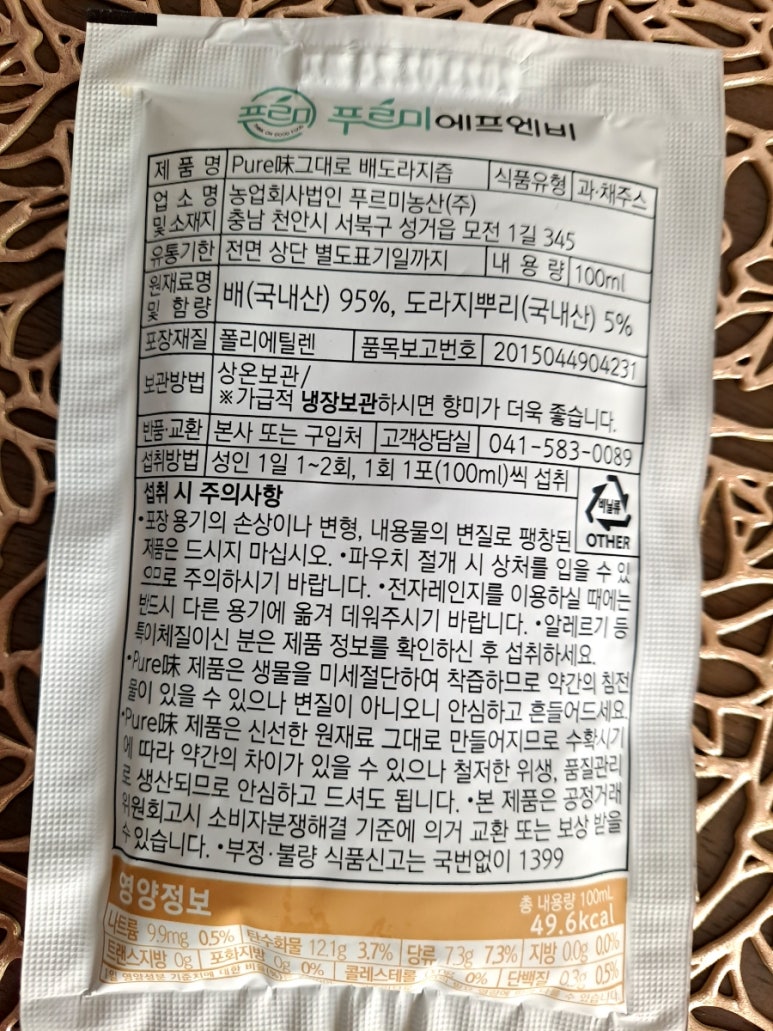 푸르미 푸르미에프엔비
제품명 Pure味그대로 배도라지즙 식품유형 과·채주스
업소명 및 소재지 농업회사법인 푸르미농산(주)
충남 천안시 서북구 성거읍 모전 1길 345
유통기한 전면 상단 별도표기일까지 내용량 100ml
원재료명 및 함량 배(국내산) 95%, 도라지뿌리(국내산) 5%
포장재질 폴리에틸렌 품목보고번호 2015044904231
보관방법 상온보관/
※가급적 냉장보관하시면 향미가 더욱 좋습니다.
반품·교환 본사 또는 구입처 고객상담실 041-583-0089
섭취방법 성인 1일 1~2회, 1회 1포(100ml)씩 섭취
비닐류
OTHER
섭취 시 주의사항
•포장 용기의 손상이나 변형, 내용물의 변질로 팽창된
제품은 드시지 마십시오. •파우치 절개 시 상처를 입을 수 있
으므로 주의하시기 바랍니다. •전자레인지를 이용하실 때에는
반드시 다른 용기에 옮겨 데워주시기 바랍니다. •알레르기 등
특이체질이신 분은 제품 정보를 확인하신 후 섭취하세요.
•Pure味 제품은 생물을 미세절단하여 착즙하므로 약간의 침전
물이 있을 수 있으나 변질이 아니오니 안심하고 흔들어드세요.
•Pure味 제품은 신선한 원재료 그대로 만들어지므로 수확시기
에 따라 약간의 차이가 있을 수 있으나 철저한 위생, 품질관리
로 생산되므로 안심하고 드셔도 됩니다. •본 제품은 공정거래
위원회고시 소비자분쟁해결 기준에 의거 교환 또는 보상 받을
수 있습니다. •부정·불량 식품신고는 국번없이 1399
영양정보 총 내용량 100mL
49.6kcal
나트륨 9.9mg 0.5% 탄수화물 12.1g 3.7% 당류 7.3g 7.3% 지방 0.0g 0.0%
트랜스지방 0g 포화지방 0g 0% 콜레스테롤 0% 단백질 0.3g 0.5%
1일 영양성분 기준치에 대한 비율